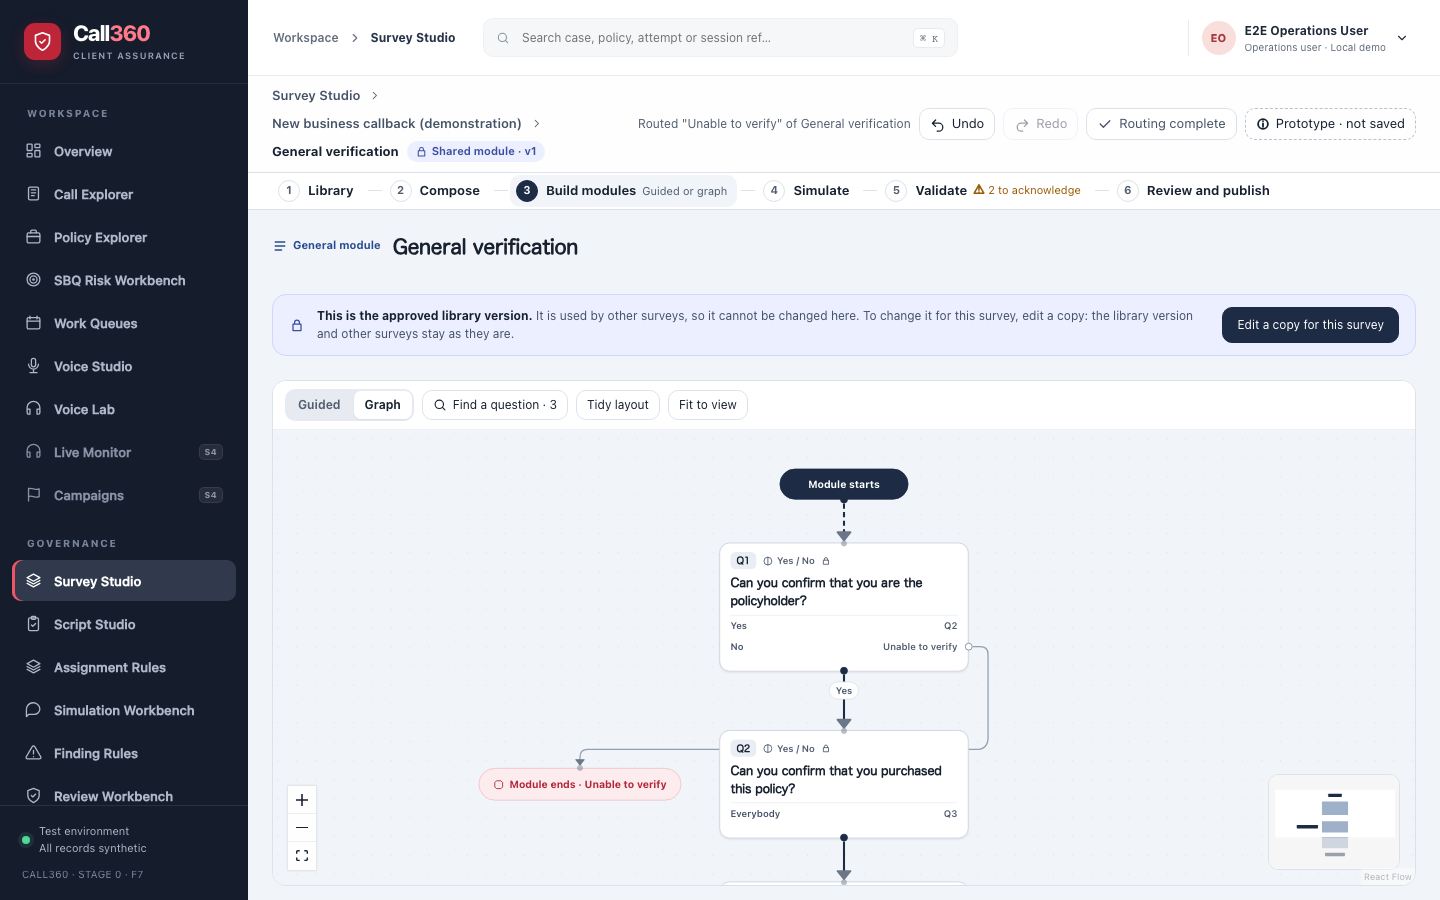 Call360
CLIENT ASSURANCE
WORKSPACE
Overview
Call Explorer
Policy Explorer
SBQ Risk Workbench
Work Queues
Voice Studio
Voice Lab
Live Monitor S4
Campaigns S4
GOVERNANCE
Survey Studio
Script Studio
Assignment Rules
Simulation Workbench
Finding Rules
Review Workbench
Test environment
All records synthetic
CALL360 · STAGE 0 · F7
Workspace > Survey Studio
Search case, policy, attempt or session ref...
⌘ K
EO
E2E Operations User
Operations user · Local demo
Survey Studio >
New business callback (demonstration) >
General verification
Shared module · v1
Routed "Unable to verify" of General verification
Undo
Redo
Routing complete
Prototype · not saved
1 Library
2 Compose
3 Build modules Guided or graph
4 Simulate
5 Validate 2 to acknowledge
6 Review and publish
General module
General verification
This is the approved library version. It is used by other surveys, so it cannot be changed here. To change it for this survey, edit a copy: the library version
and other surveys stay as they are.
Edit a copy for this survey
Guided
Graph
Find a question · 3
Tidy layout
Fit to view
Module starts
Q1 Yes / No
Can you confirm that you are the
policyholder?
Yes Q2
No Unable to verify
Yes
Q2 Yes / No
Can you confirm that you purchased
this policy?
Everybody Q3
Module ends · Unable to verify
React Flow